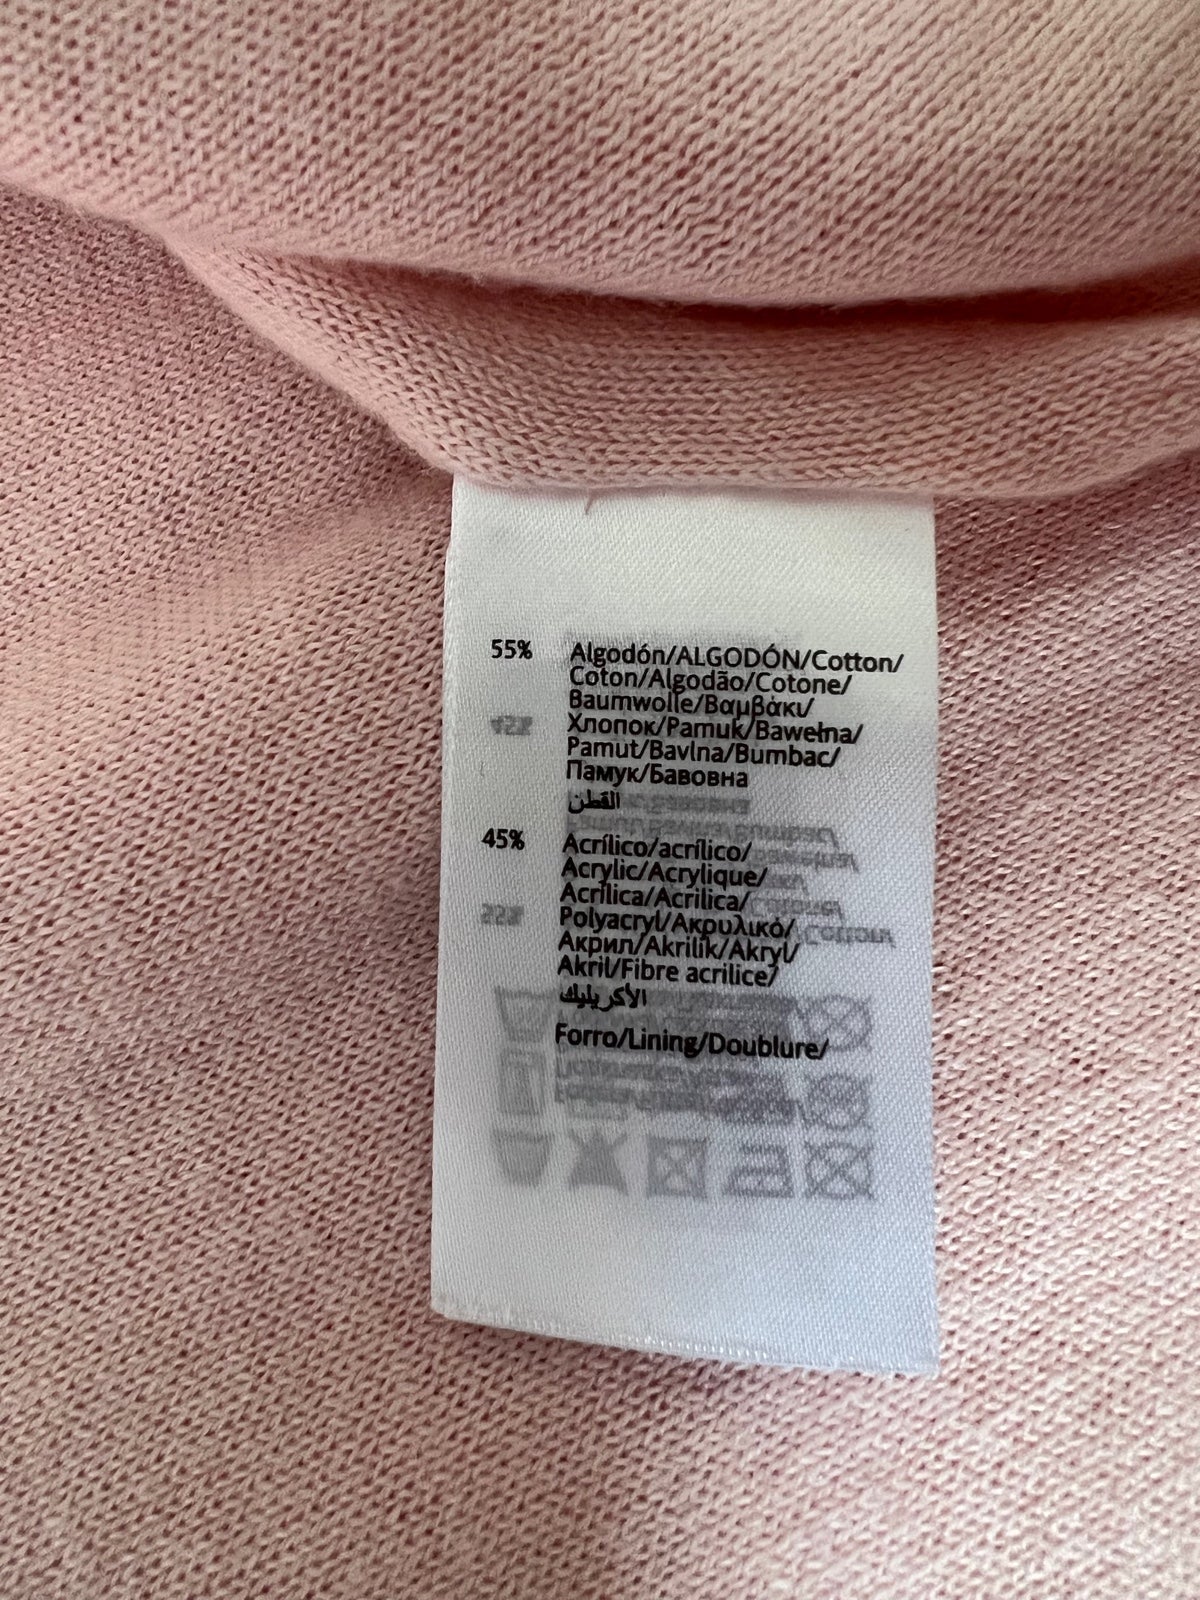 55% Algodón/ALGODÓN/Cotton/
Coton/Algodão/Cotone/
Baumwolle/Βαμβάκι/
Хлопок/Pamuk/Bawełna/
Pamut/Bavlna/Bumbac/
Памук/Бавовна
القطن
45% Acrílico/acrílico/
Acrylic/Acrylique/
Acrílica/Acrilica/
Polyacryl/Ακρυλικό/
Акрил/Akrilik/Akryl/
Akril/Fibre acrilice/
الأكريليك
Forro/Lining/Doublure/